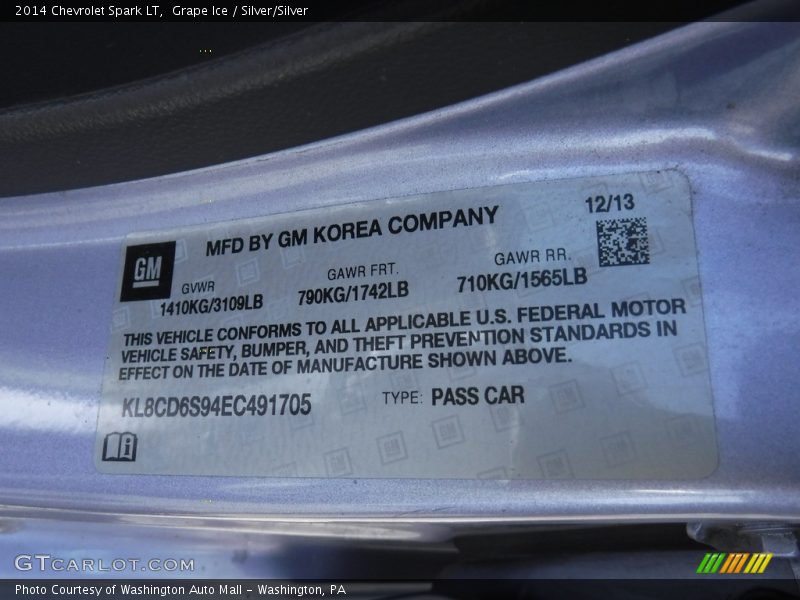 2014 Chevrolet Spark LT,  Grape Ice / Silver/Silver
12/13
MFD BY GM KOREA COMPANY
GM
GVWR
1410KG/3109LB
GAWR FRT.
790KG/1742LB
GAWR RR.
710KG/1565LB
THIS VEHICLE CONFORMS TO ALL APPLICABLE U.S. FEDERAL MOTOR
VEHICLE SAFETY, BUMPER, AND THEFT PREVENTION STANDARDS IN
EFFECT ON THE DATE OF MANUFACTURE SHOWN ABOVE.
KL8CD6S94EC491705
TYPE: PASS CAR
GTCARLOT.COM
Photo Courtesy of Washington Auto Mall - Washington, PA